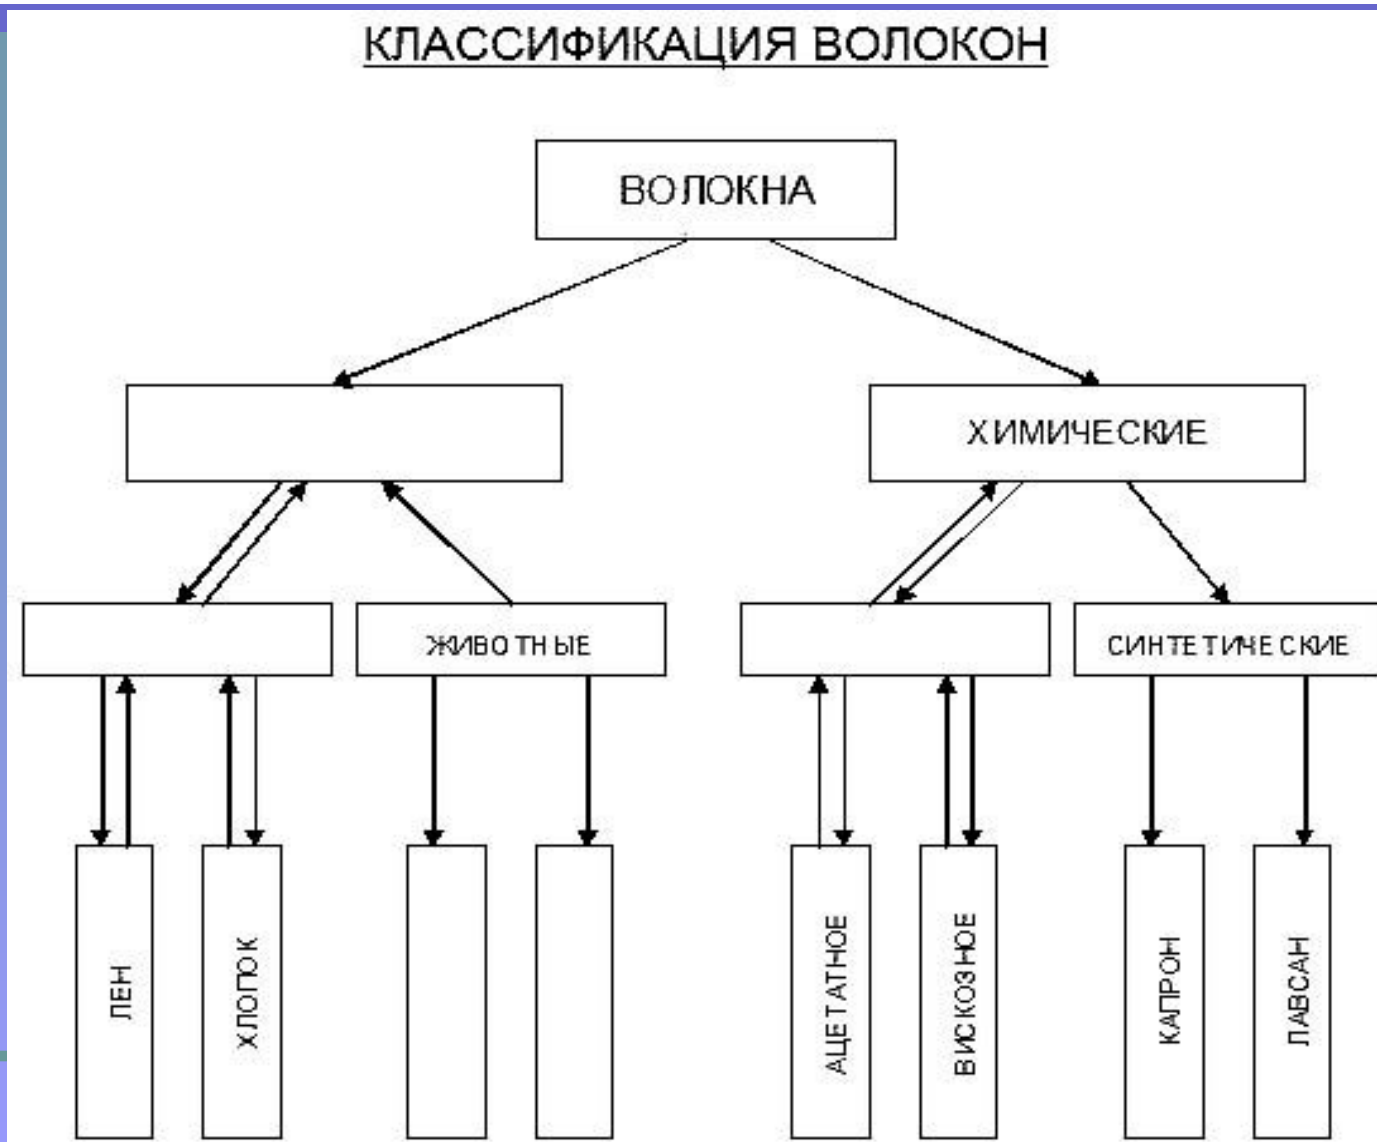 КЛАССИФИКАЦИЯ ВОЛОКОН
ВОЛОКНА
ХИМИЧЕСКИЕ
ЖИВОТНЫЕ
СИНТЕТИЧЕСКИЕ
ЛЕН
ХЛОПОК
АЦЕТАТНОЕ
ВИСКОЗНОЕ
КАПРОН
ЛАВСАН